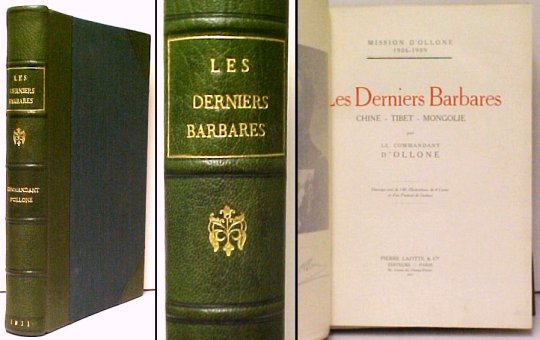 LES
DERNIERS
BARBARES
COMMANDANT
D'OLLONE
1911
LES
DERNIERS
BARBARES
MISSION D'OLLONE
1906-1909
Les Derniers Barbares
CHINE - TIBET - MONGOLIE
par
LE COMMANDANT
D'OLLONE
PIERRE LAFITTE & Cie
ÉDITEURS - PARIS